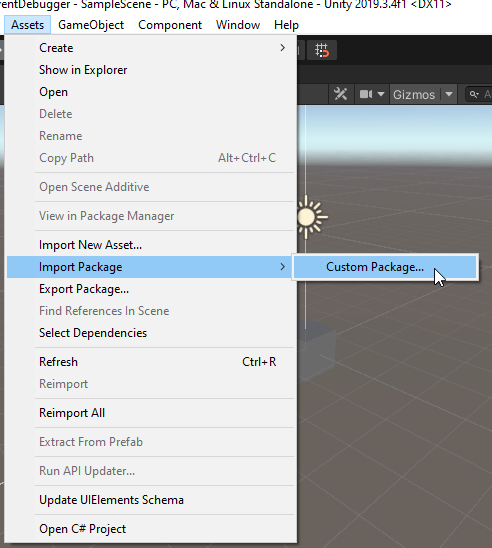 ventDebugger - SampleScene - PC, Mac & Linux Standalone - Unity 2019.3.4f1 <DX11>
Assets GameObject Component Window Help
Create
Show in Explorer
Open
Delete
Rename
Copy Path Alt+Ctrl+C
Open Scene Additive
View in Package Manager
Import New Asset...
Import Package
Custom Package...
Export Package...
Find References In Scene
Select Dependencies
Refresh Ctrl+R
Reimport
Reimport All
Extract From Prefab
Run API Updater...
Update UIElements Schema
Open C# Project
Gizmos